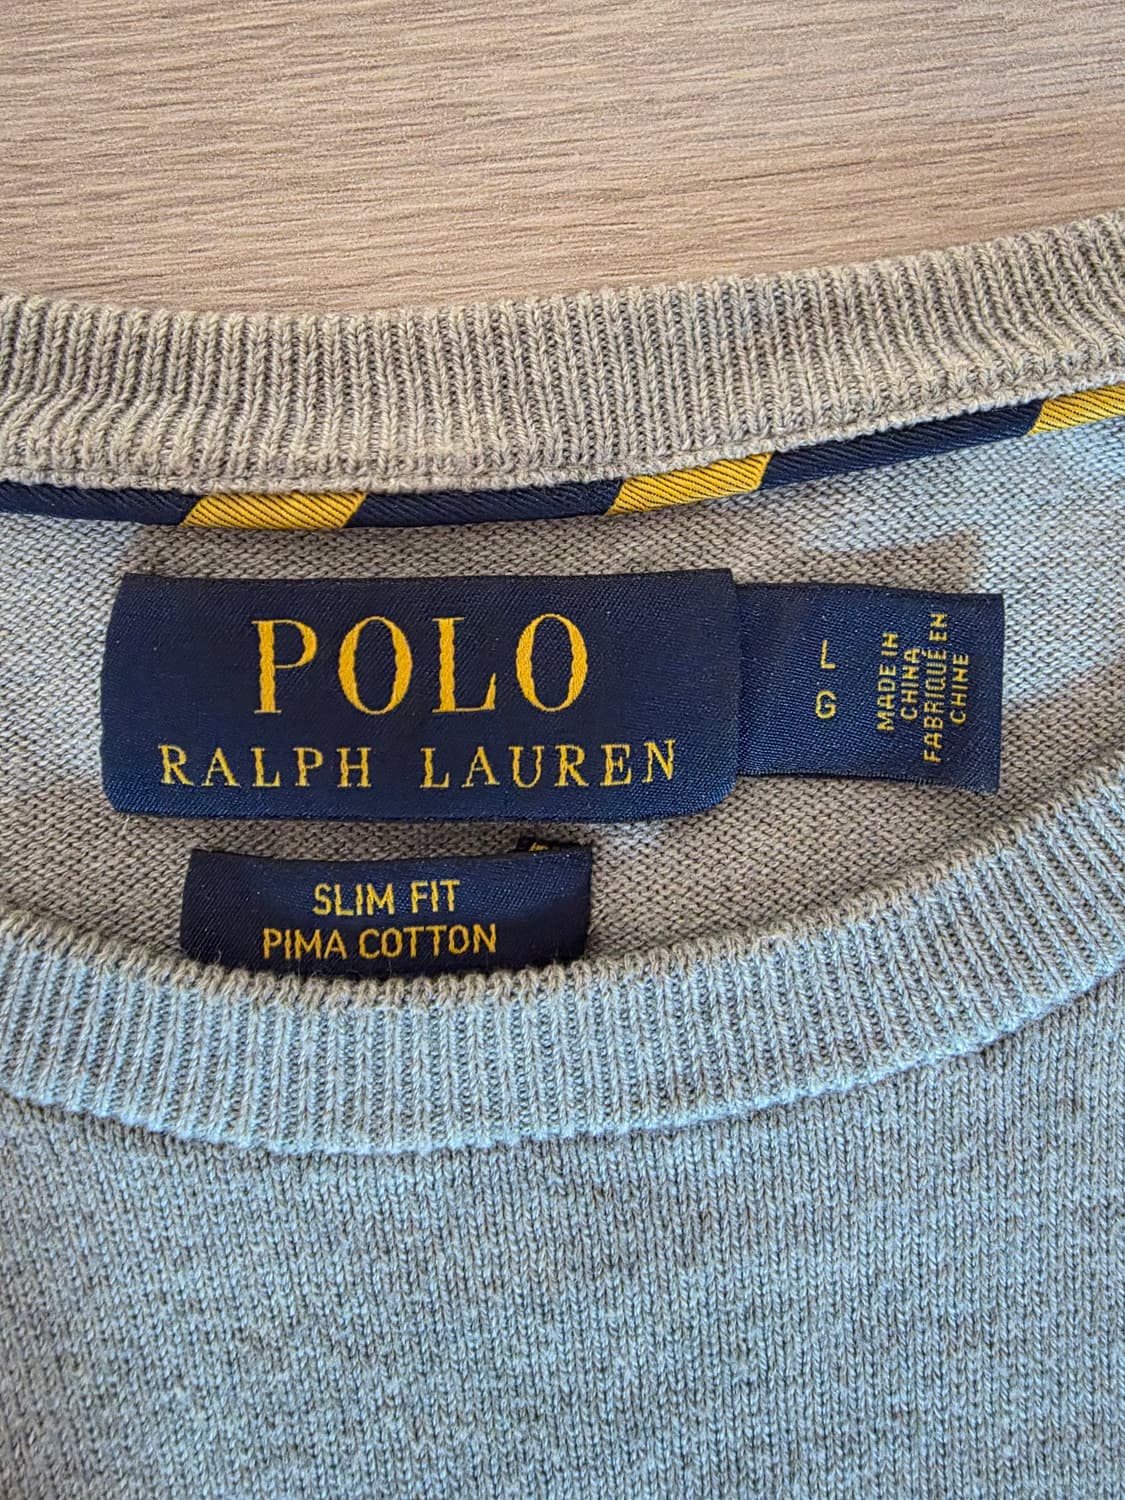 POLO
RALPH LAUREN
L
G
MADE IN
CHINA
FABRIQUÉ EN
CHINE
SLIM FIT
PIMA COTTON